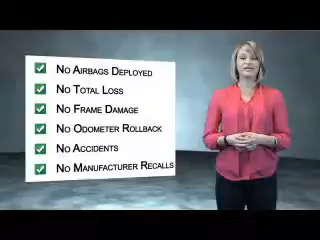 No Airbags Deployed
No Total Loss
No Frame Damage
No Odometer Rollback
No Accidents
No Manufacturer Recalls